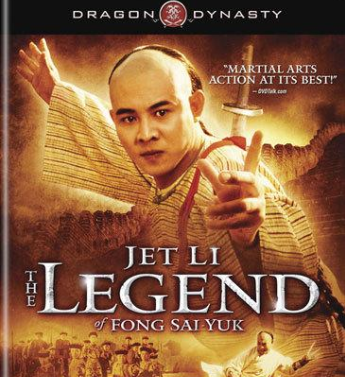 DRAGON DYNASTY
"MARTIAL ARTS
ACTION AT ITS BEST!"
— DVDTalk.com
JET LI
THE
LEGEND
of FONG SAI YUK